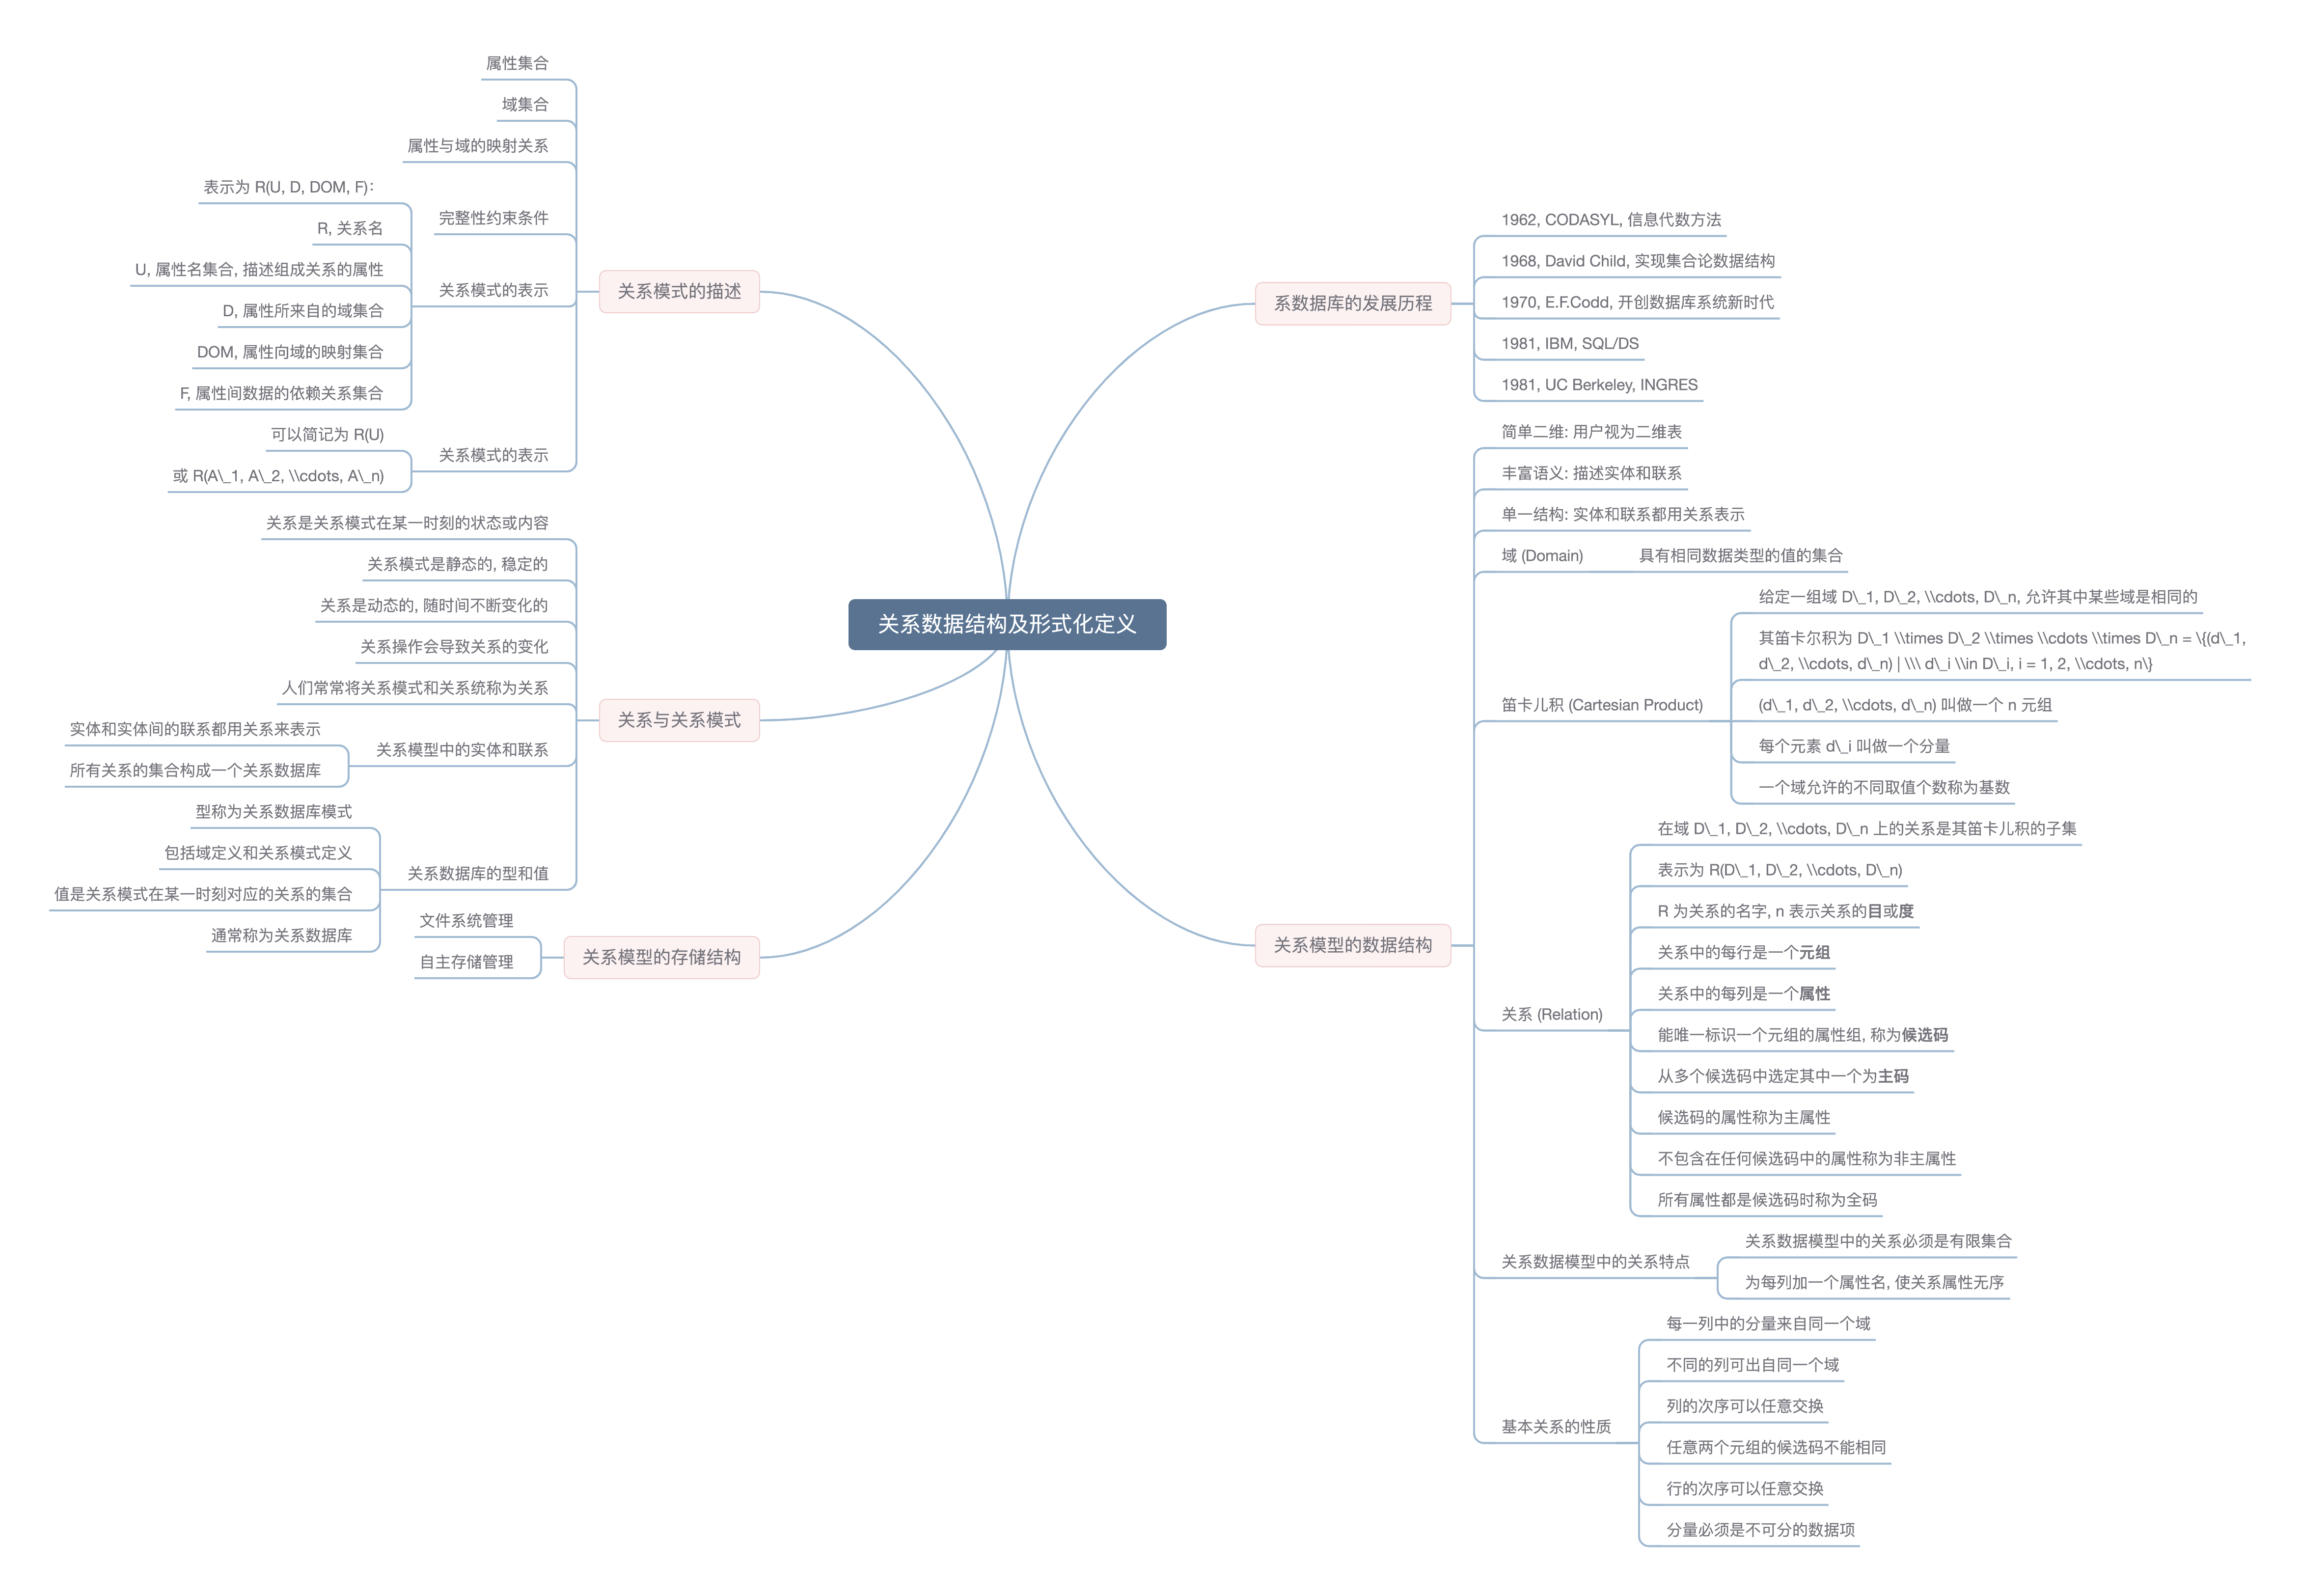 关系数据结构及形式化定义
系数据库的发展历程
1962, CODASYL, 信息代数方法
1968, David Child, 实现集合论数据结构
1970, E.F.Codd, 开创数据库系统新时代
1981, IBM, SQL/DS
1981, UC Berkeley, INGRES
关系模型的数据结构
简单二维: 用户视为二维表
丰富语义: 描述实体和联系
单一结构: 实体和联系都用关系表示
域 (Domain)
具有相同数据类型的值的集合
笛卡儿积 (Cartesian Product)
给定一组域 D\_1, D\_2, \\cdots, D\_n, 允许其中某些域是相同的
其笛卡尔积为 D\_1 \\times D\_2 \\times \\cdots \\times D\_n = \{(d\_1,
d\_2, \\cdots, d\_n) | \\\ d\_i \\in D\_i, i = 1, 2, \\cdots, n\}
(d\_1, d\_2, \\cdots, d\_n) 叫做一个 n 元组
每个元素 d\_i 叫做一个分量
一个域允许的不同取值个数称为基数
关系 (Relation)
在域 D\_1, D\_2, \\cdots, D\_n 上的关系是其笛卡儿积的子集
表示为 R(D\_1, D\_2, \\cdots, D\_n)
R 为关系的名字, n 表示关系的目或度
关系中的每行是一个元组
关系中的每列是一个属性
能唯一标识一个元组的属性组, 称为候选码
从多个候选码中选定其中一个为主码
候选码的属性称为主属性
不包含在任何候选码中的属性称为非主属性
所有属性都是候选码时称为全码
关系数据模型中的关系特点
关系数据模型中的关系必须是有限集合
为每列加一个属性名, 使关系属性无序
基本关系的性质
每一列中的分量来自同一个域
不同的列可出自同一个域
列的次序可以任意交换
任意两个元组的候选码不能相同
行的次序可以任意交换
分量必须是不可分的数据项
关系模式的描述
属性集合
域集合
属性与域的映射关系
完整性约束条件
关系模式的表示
表示为 R(U, D, DOM, F)：
R, 关系名
U, 属性名集合, 描述组成关系的属性
D, 属性所来自的域集合
DOM, 属性向域的映射集合
F, 属性间数据的依赖关系集合
关系模式的表示
可以简记为 R(U)
或 R(A\_1, A\_2, \\cdots, A\_n)
关系与关系模式
关系是关系模式在某一时刻的状态或内容
关系模式是静态的, 稳定的
关系是动态的, 随时间不断变化的
关系操作会导致关系的变化
人们常常将关系模式和关系统称为关系
关系模型中的实体和联系
实体和实体间的联系都用关系来表示
所有关系的集合构成一个关系数据库
关系数据库的型和值
型称为关系数据库模式
包括域定义和关系模式定义
值是关系模式在某一时刻对应的关系的集合
通常称为关系数据库
关系模型的存储结构
文件系统管理
自主存储管理